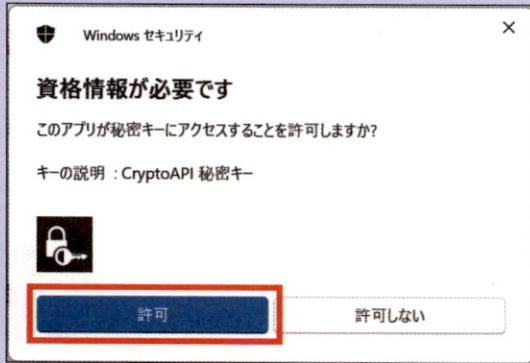 Windows セキュリティ
資格情報が必要です
このアプリが秘密キーにアクセスすることを許可しますか?
キーの説明 : CryptoAPI 秘密キー
許可
許可しない